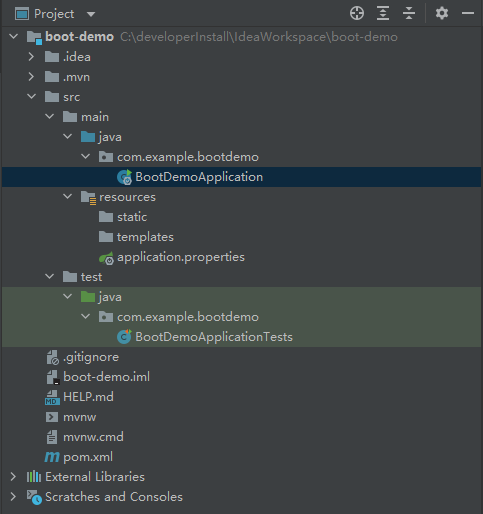 Project
boot-demo C:\developerInstall\IdeaWorkspace\boot-demo
.idea
.mvn
src
main
java
com.example.bootdemo
BootDemoApplication
resources
static
templates
application.properties
test
java
com.example.bootdemo
BootDemoApplicationTests
.gitignore
boot-demo.iml
HELP.md
mvnw
mvnw.cmd
pom.xml
External Libraries
Scratches and Consoles